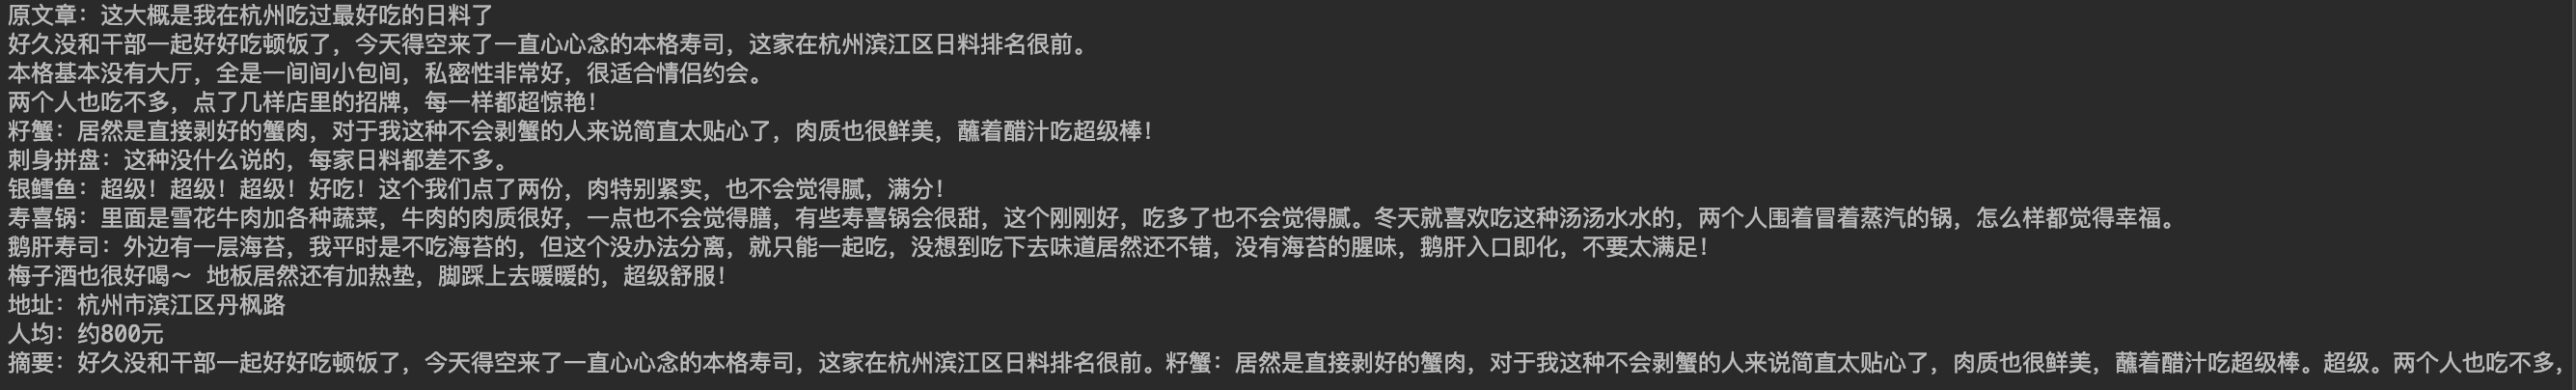 原文章：这大概是我在杭州吃过最好吃的日料了
好久没和干部一起好好吃顿饭了，今天得空来了一直心心念的本格寿司，这家在杭州滨江区日料排名很前。
本格基本没有大厅，全是一间间小包间，私密性非常好，很适合情侣约会。
两个人也吃不多，点了几样店里的招牌，每一样都超惊艳！
籽蟹：居然是直接剥好的蟹肉，对于我这种不会剥蟹的人来说简直太贴心了，肉质也很鲜美，蘸着醋汁吃超级棒！
刺身拼盘：这种没什么说的，每家日料都差不多。
银鳕鱼：超级！超级！超级！好吃！这个我们点了两份，肉特别紧实，也不会觉得腻，满分！
寿喜锅：里面是雪花牛肉加各种蔬菜，牛肉的肉质很好，一点也不会觉得膳，有些寿喜锅会很甜，这个刚刚好，吃多了也不会觉得腻。冬天就喜欢吃这种汤汤水水的，两个人围着冒着蒸汽的锅，怎么样都觉得幸福。
鹅肝寿司：外边有一层海苔，我平时是不吃海苔的，但这个没办法分离，就只能一起吃，没想到吃下去味道居然还不错，没有海苔的腥味，鹅肝入口即化，不要太满足！
梅子酒也很好喝～ 地板居然还有加热垫，脚踩上去暖暖的，超级舒服！
地址：杭州市滨江区丹枫路
人均：约800元
摘要：好久没和干部一起好好吃顿饭了，今天得空来了一直心心念的本格寿司，这家在杭州滨江区日料排名很前。籽蟹：居然是直接剥好的蟹肉，对于我这种不会剥蟹的人来说简直太贴心了，肉质也很鲜美，蘸着醋汁吃超级棒。超级。两个人也吃不多，